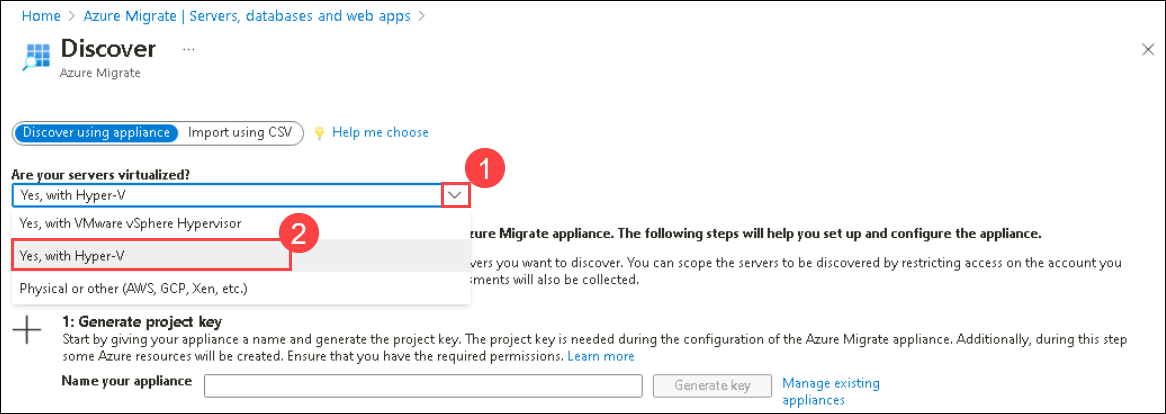 Home > Azure Migrate | Servers, databases and web apps >
Discover ...
Azure Migrate
Discover using appliance Import using CSV Help me choose
1
Are your servers virtualized?
Yes, with Hyper-V
Yes, with VMware vSphere Hypervisor
2
zure Migrate appliance. The following steps will help you set up and configure the appliance.
Yes, with Hyper-V
vers you want to discover. You can scope the servers to be discovered by restricting access on the account you
sments will also be collected.
Physical or other (AWS, GCP, Xen, etc.)
1: Generate project key
Start by giving your appliance a name and generate the project key. The project key is needed during the configuration of the Azure Migrate appliance. Additionally, during this step
some Azure resources will be created. Ensure that you have the required permissions. Learn more
Name your appliance Generate key Manage existing
appliances